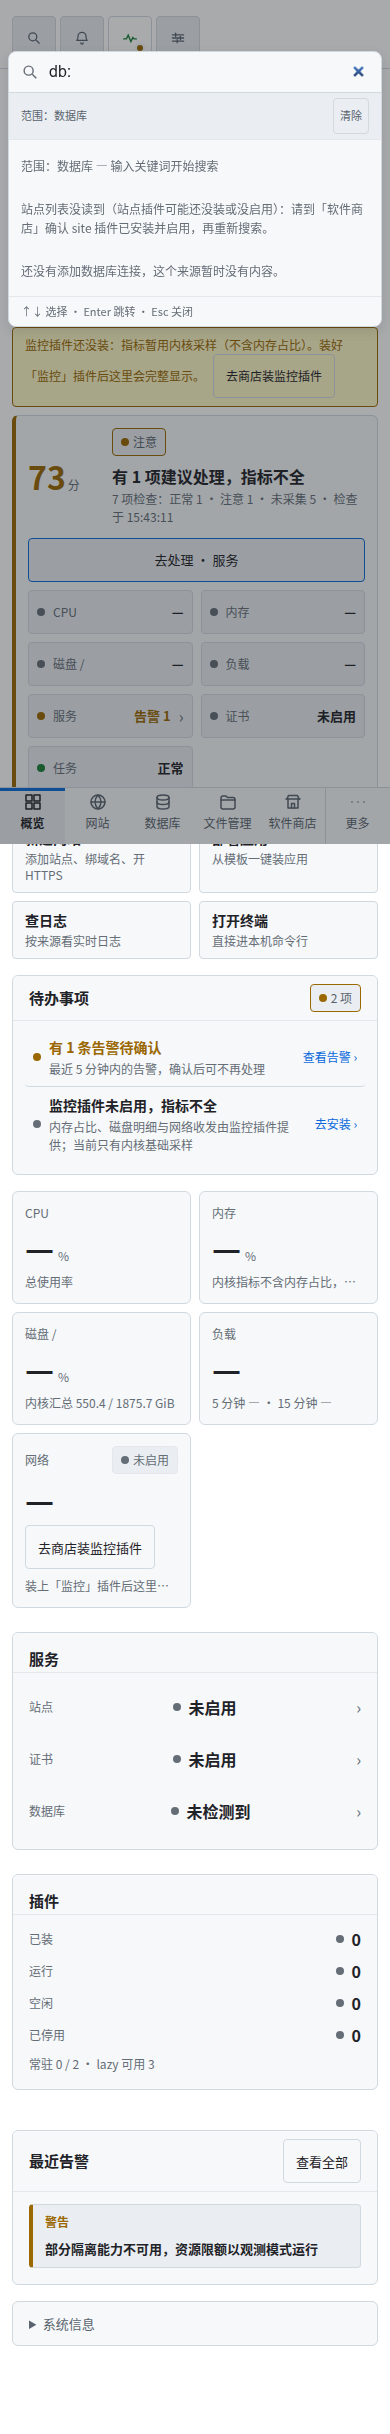 db:
范围：数据库
清除
范围：数据库 — 输入关键词开始搜索
站点列表没读到（站点插件可能还没装或没启用）：请到「软件商
店」确认 site 插件已安装并启用，再重新搜索。
还没有添加数据库连接，这个来源暂时没有内容。
↑↓ 选择 · Enter 跳转 · Esc 关闭
监控插件还没装：指标暂用内核采样（不含内存占比）。装好
「监控」插件后这里会完整显示。
去商店装监控插件
注意
73分
有 1 项建议处理，指标不全
7 项检查：正常 1 · 注意 1 · 未采集 5 · 检查
于 15:43:11
去处理 · 服务
CPU —
内存 —
磁盘 / —
负载 —
服务 告警 1 ›
证书 未启用
任务 正常
概览
网站
数据库
文件管理
软件商店
更多
添加站点、绑域名、开
HTTPS
从模板一键装应用
查日志
按来源看实时日志
打开终端
直接进本机命令行
待办事项
2 项
有 1 条告警待确认
最近 5 分钟内的告警，确认后可不再处理
查看告警 ›
监控插件未启用，指标不全
内存占比、磁盘明细与网络收发由监控插件提
供；当前只有内核基础采样
去安装 ›
CPU
— %
总使用率
内存
— %
内核指标不含内存占比，…
磁盘 /
— %
内核汇总 550.4 / 1875.7 GiB
负载
—
5 分钟 — · 15 分钟 —
网络
未启用
—
去商店装监控插件
装上「监控」插件后这里…
服务
站点 未启用 ›
证书 未启用 ›
数据库 未检测到 ›
插件
已装 0
运行 0
空闲 0
已停用 0
常驻 0 / 2 · lazy 可用 3
最近告警
查看全部
警告
部分隔离能力不可用，资源限额以观测模式运行
▶ 系统信息